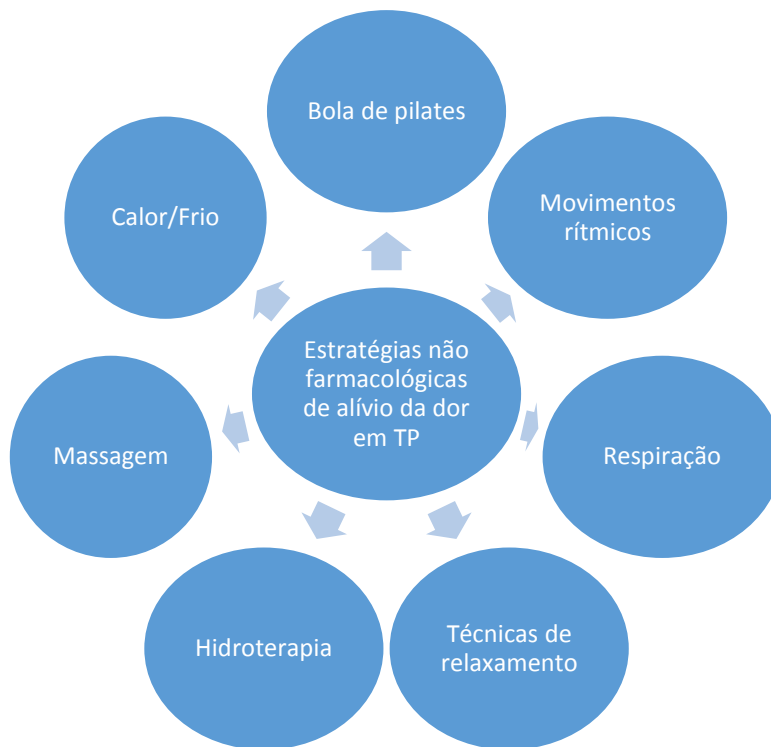 Bola de pilates
Movimentos
rítmicos
Respiração
Técnicas de
relaxamento
Hidroterapia
Massagem
Calor/Frio
Estratégias não
farmacológicas
de alívio da dor
em TP